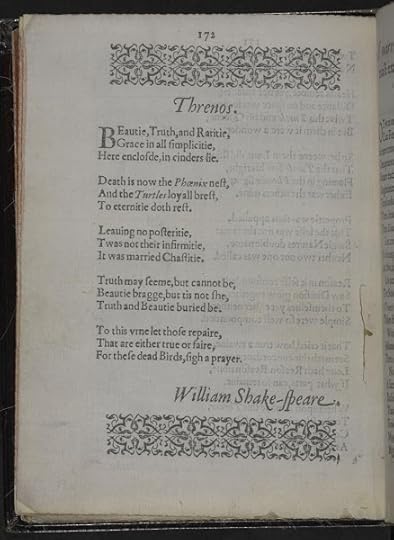 172
Threnos.
BEautie, Truth, and Raritie,
Grace in all simplicitie,
Here enclosde, in cinders lie.
Death is now the Phœnix nest,
And the Turtles loyall brest,
To eternitie doth rest.
Leauing no posteritie,
Twas not their infirmitie,
It was married Chastitie.
Truth may seeme, but cannot be,
Beautie bragge, but tis not she,
Truth and Beautie buried be.
To this vrne let those repaire,
That are either true or faire,
For these dead Birds, sigh a prayer.
William Shake-speare.